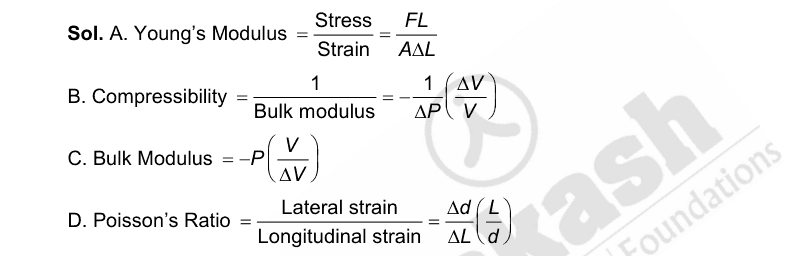 Sol. A. Young's Modulus = Stress / Strain = FL / AΔL
B. Compressibility = 1 / Bulk modulus = −1/ΔP (ΔV/V)
C. Bulk Modulus = −P(V/ΔV)
D. Poisson's Ratio = Lateral strain / Longitudinal strain = Δd/ΔL (L/d)
Foundations